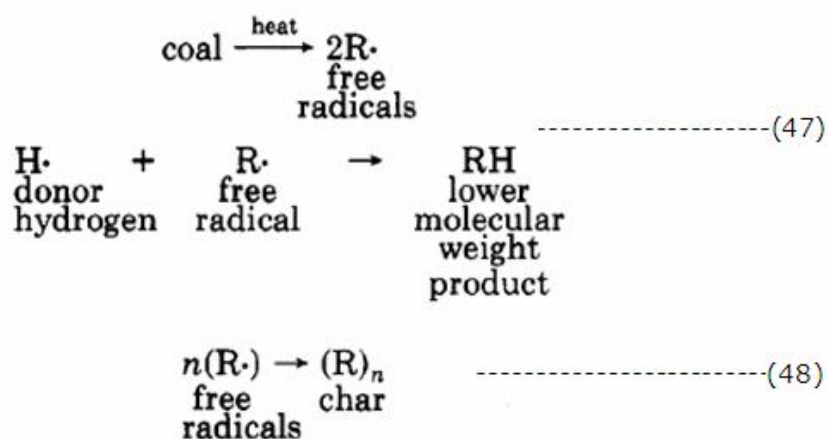 heat
coal → 2R·
free
radicals
----------------------(47)
H· + R· → RH
donor free lower
hydrogen radical molecular
weight
product
n(R·) → (R)n
----------------------(48)
free char
radicals